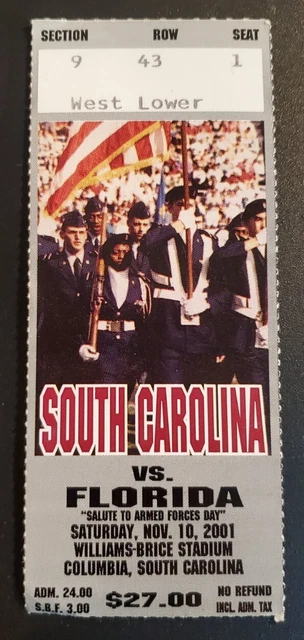 SECTION ROW SEAT
9 43 1
West Lower
SOUTH CAROLINA
VS.
FLORIDA
"SALUTE TO ARMED FORCES DAY"
SATURDAY, NOV. 10, 2001
WILLIAMS-BRICE STADIUM
COLUMBIA, SOUTH CAROLINA
ADM. 24.00 NO REFUND
S.B.F. 3.00 $27.00 INCL. ADM. TAX